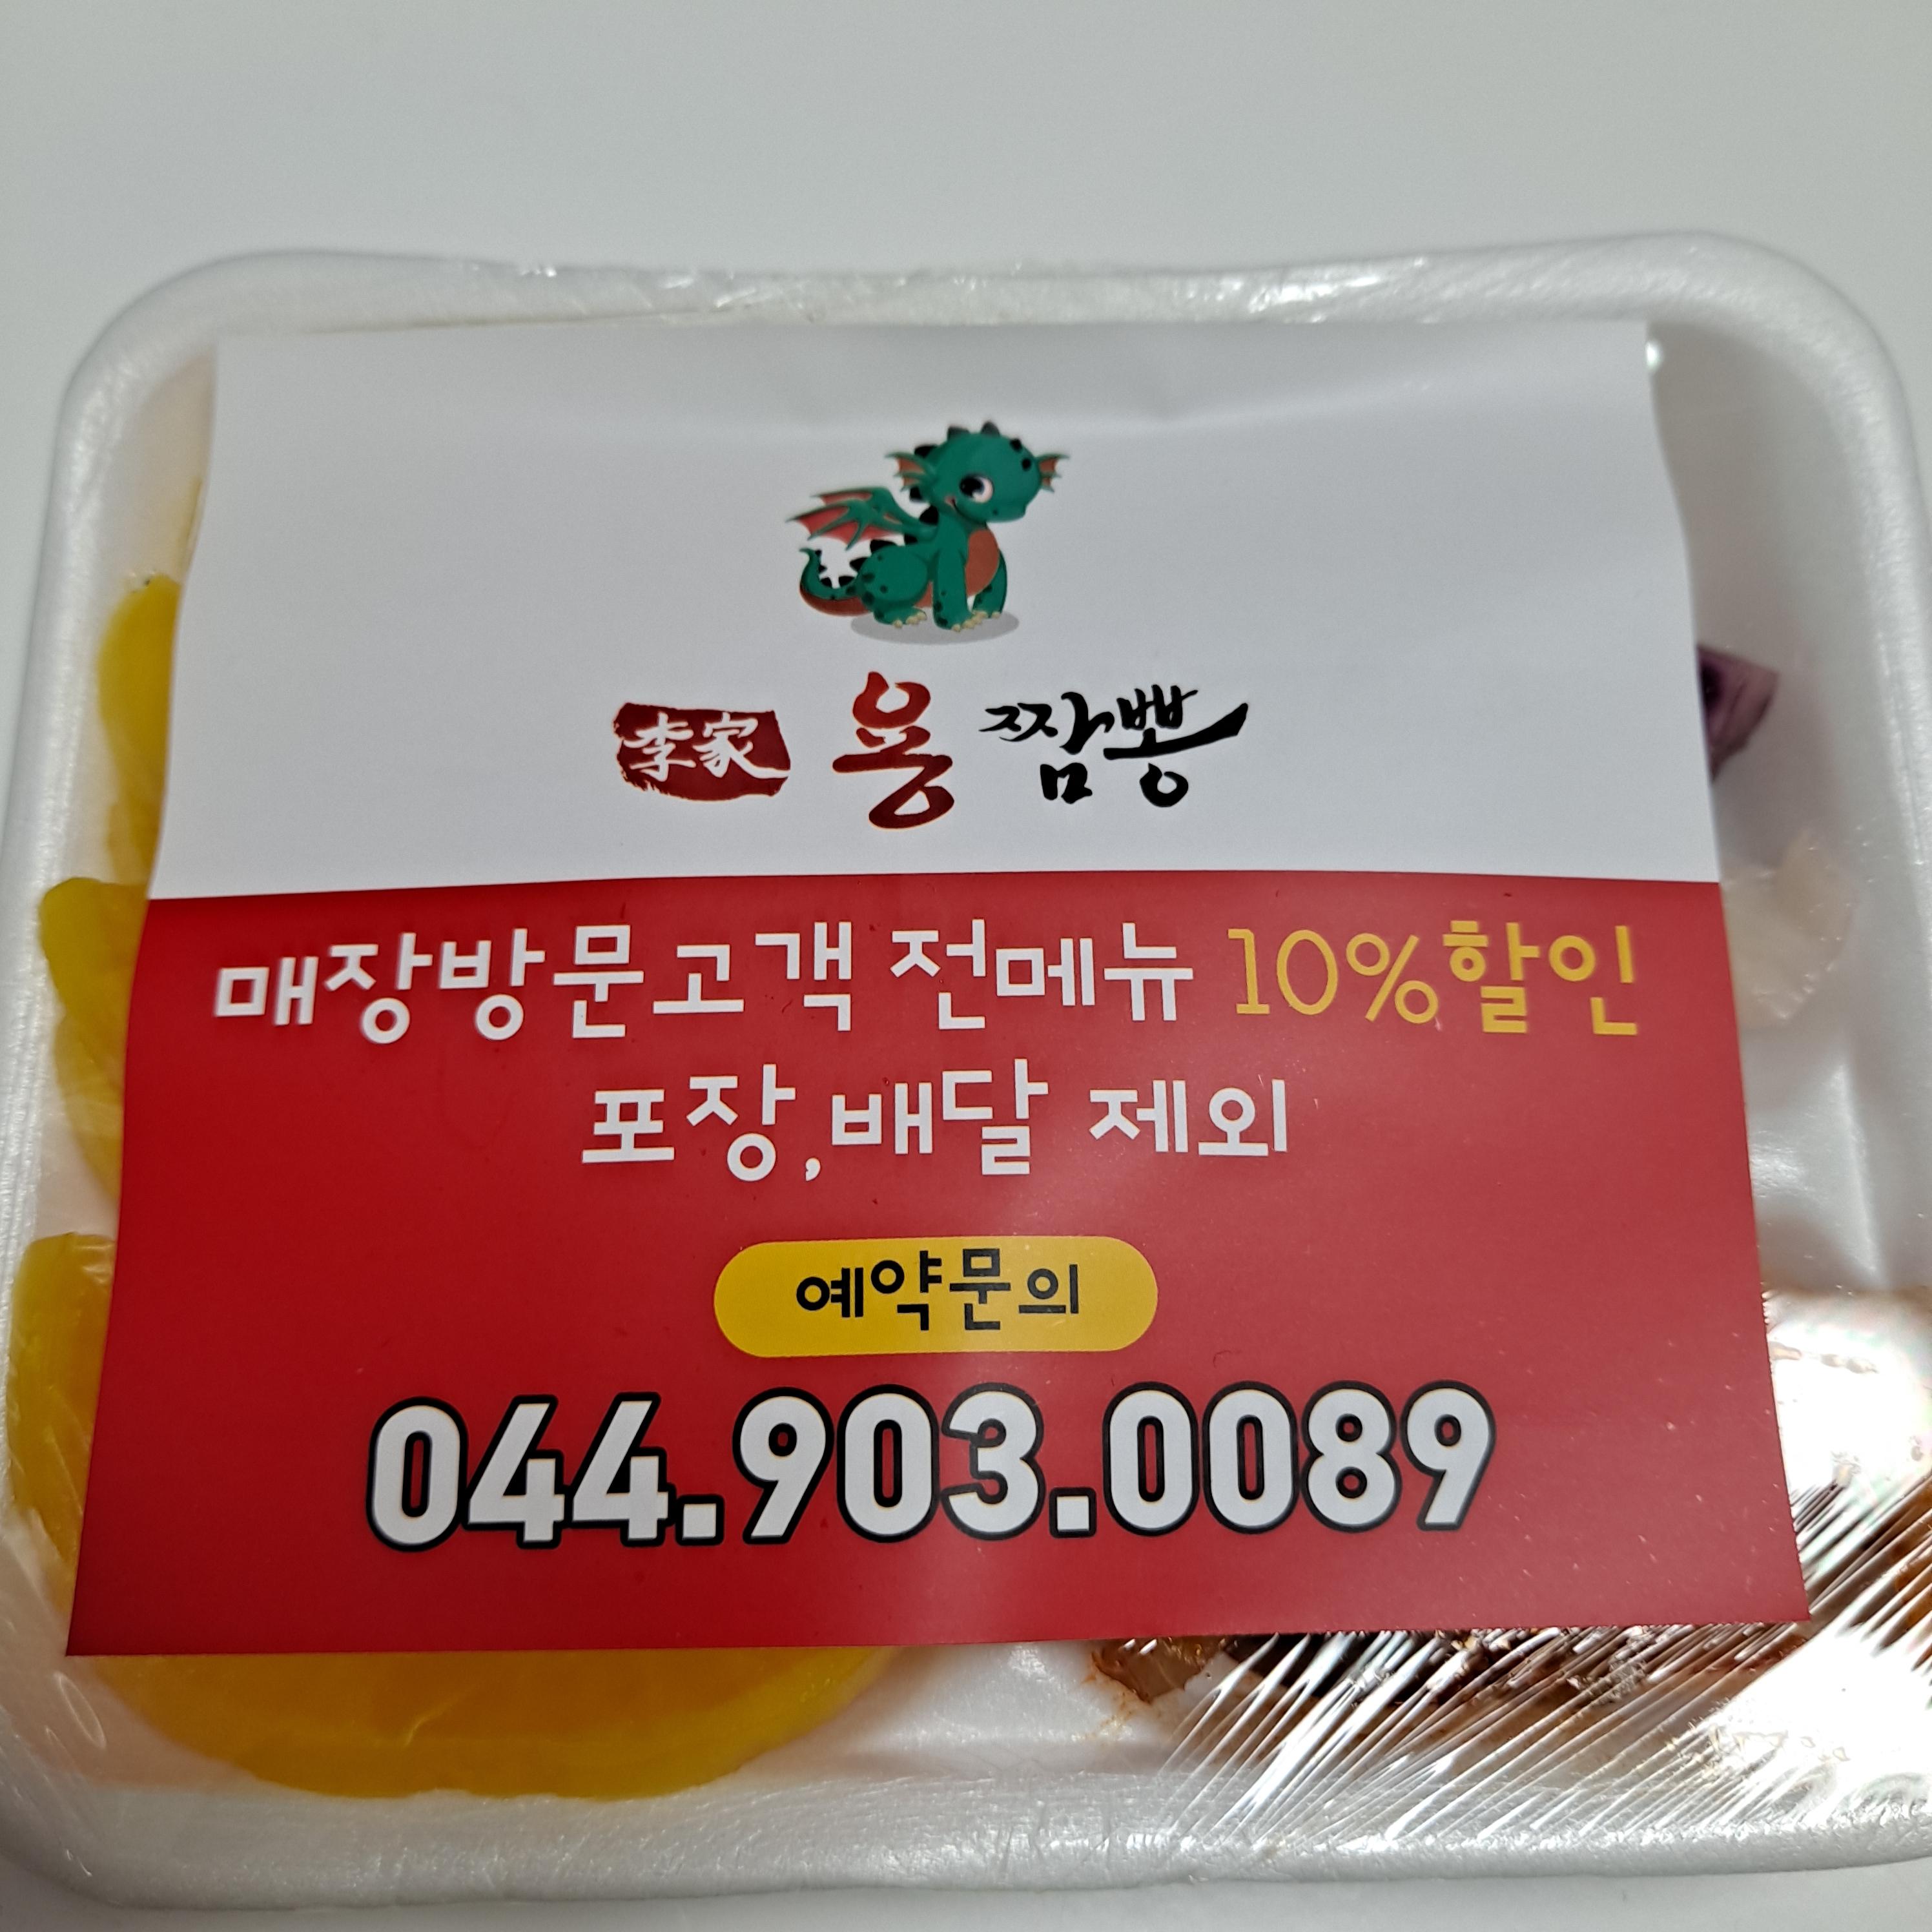 李家 용 짬뽕
매장방문고객 전메뉴 10%할인
포장,배달 제외
예약문의
044.903.0089